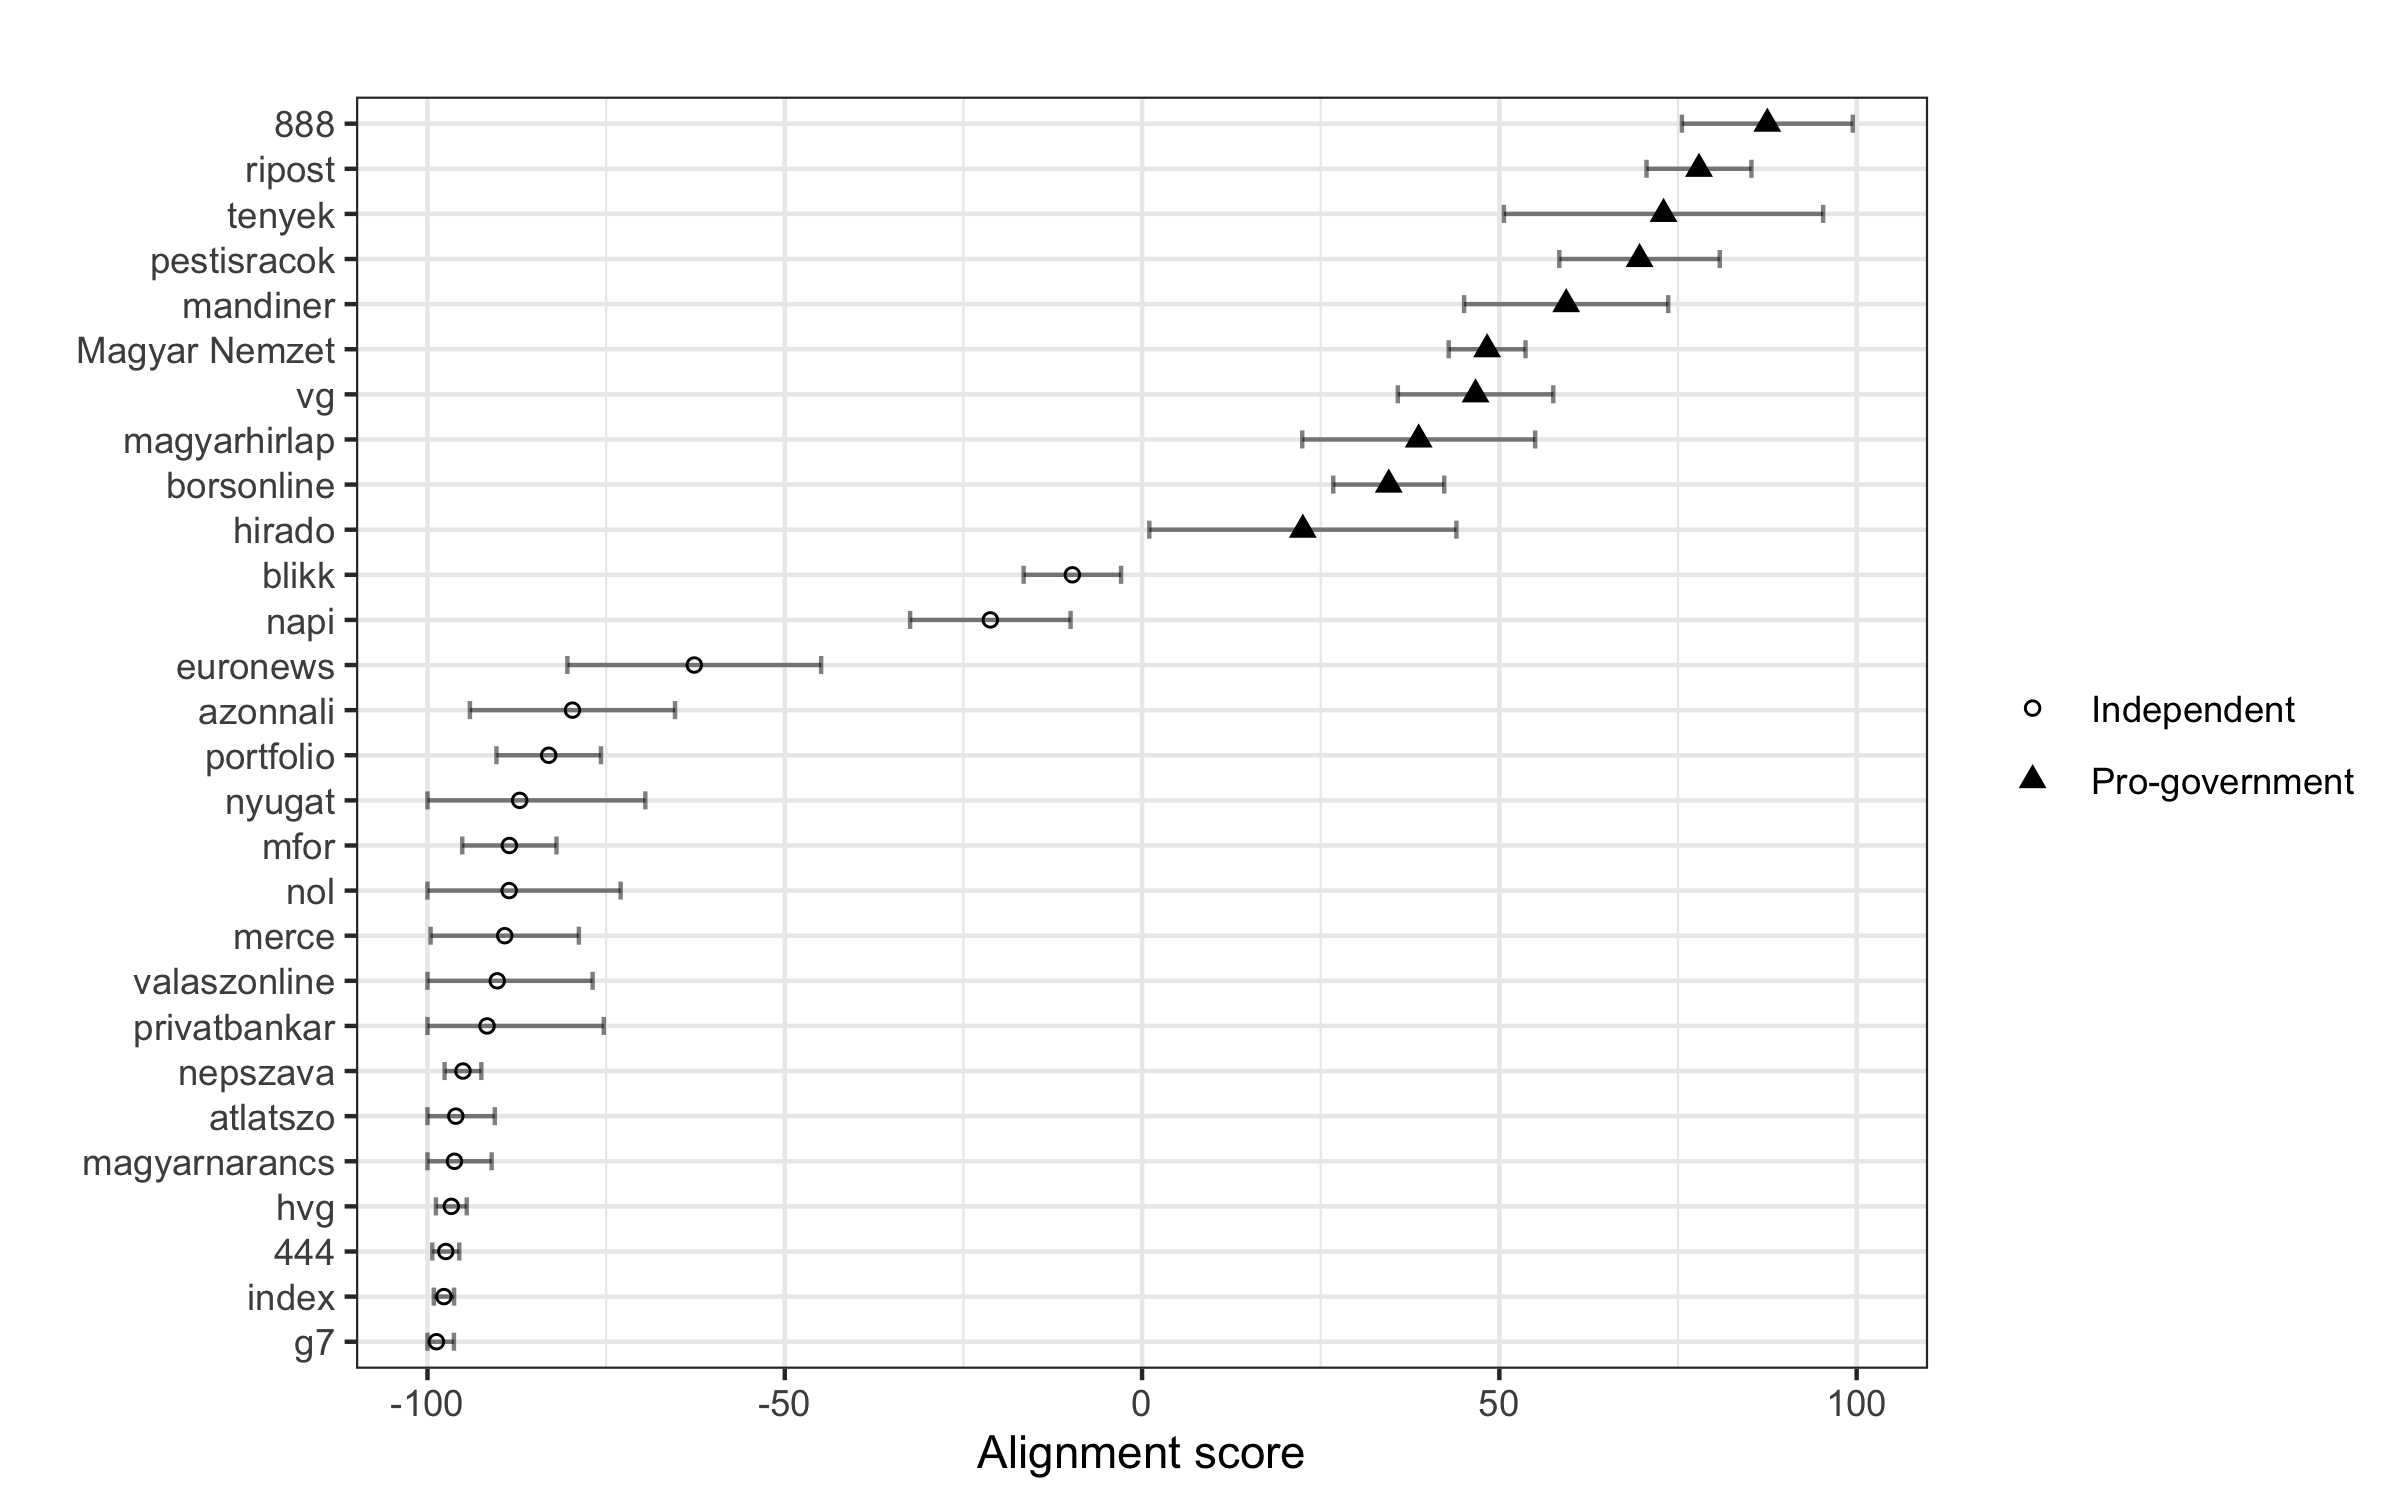 888
ripost
tenyek
pestisracok
mandiner
Magyar Nemzet
vg
magyarhirlap
borsonline
hirado
blikk
napi
euronews
azonnali
portfolio
nyugat
mfor
nol
merce
valaszonline
privatbankar
nepszava
atlatszo
magyarnarancs
hvg
444
index
g7
-100 -50 0 50 100
Alignment score
Independent
Pro-government